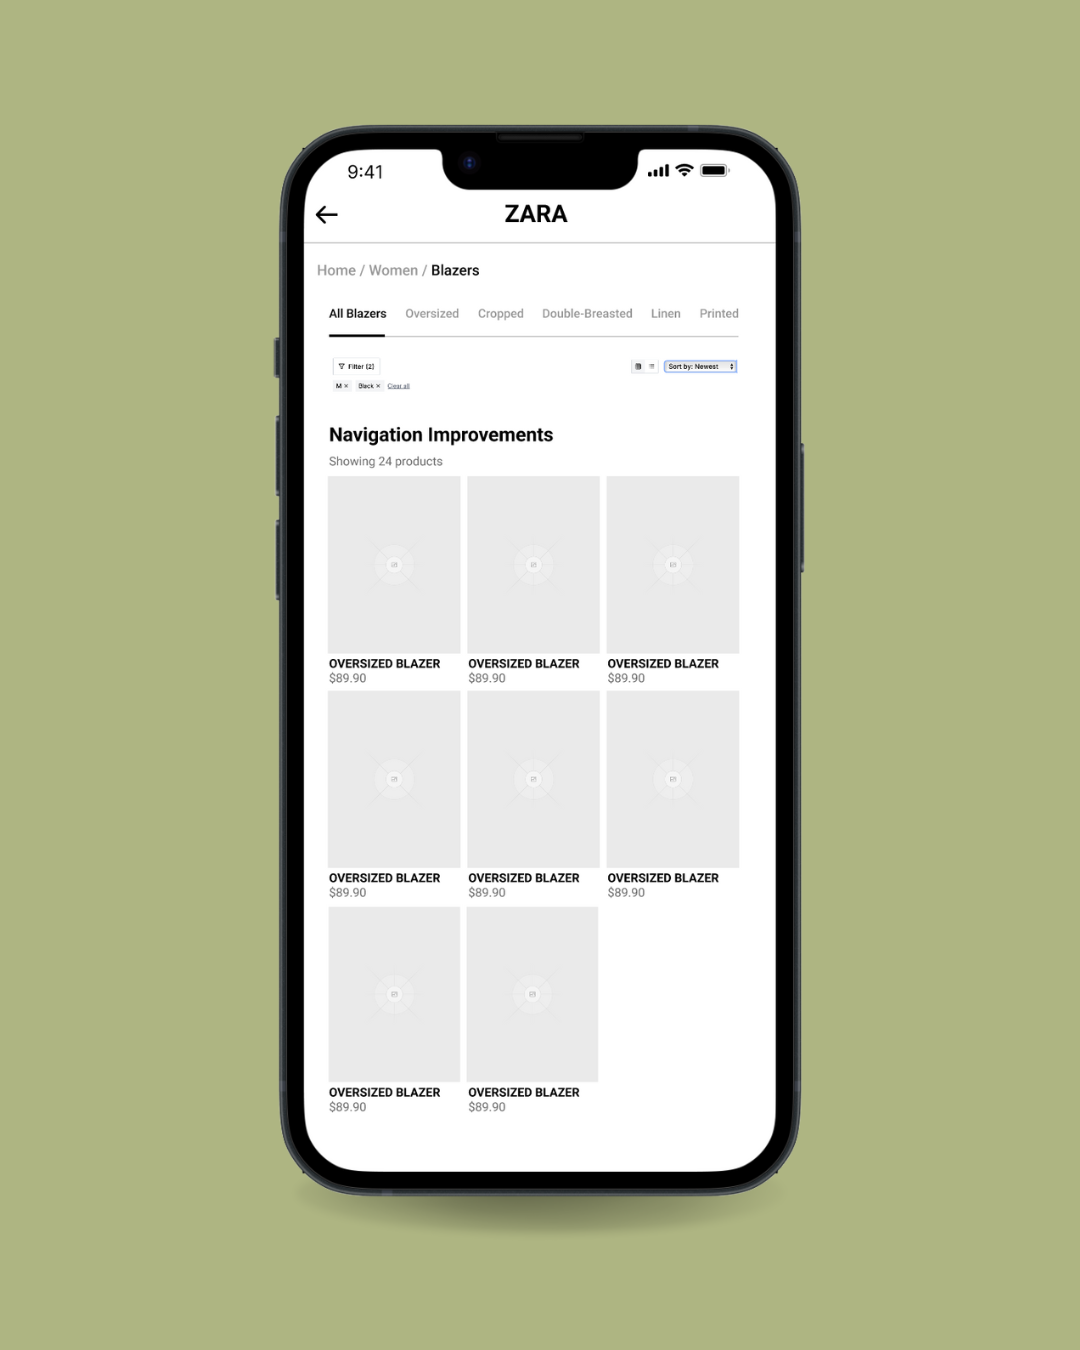 9:41
ZARA
Home / Women / Blazers
All Blazers Oversized Cropped Double-Breasted Linen Printed
Filter (2) Sort by: Newest
M × Black × Clear all
Navigation Improvements
Showing 24 products
OVERSIZED BLAZER OVERSIZED BLAZER OVERSIZED BLAZER
$89.90 $89.90 $89.90
OVERSIZED BLAZER OVERSIZED BLAZER OVERSIZED BLAZER
$89.90 $89.90 $89.90
OVERSIZED BLAZER OVERSIZED BLAZER
$89.90 $89.90